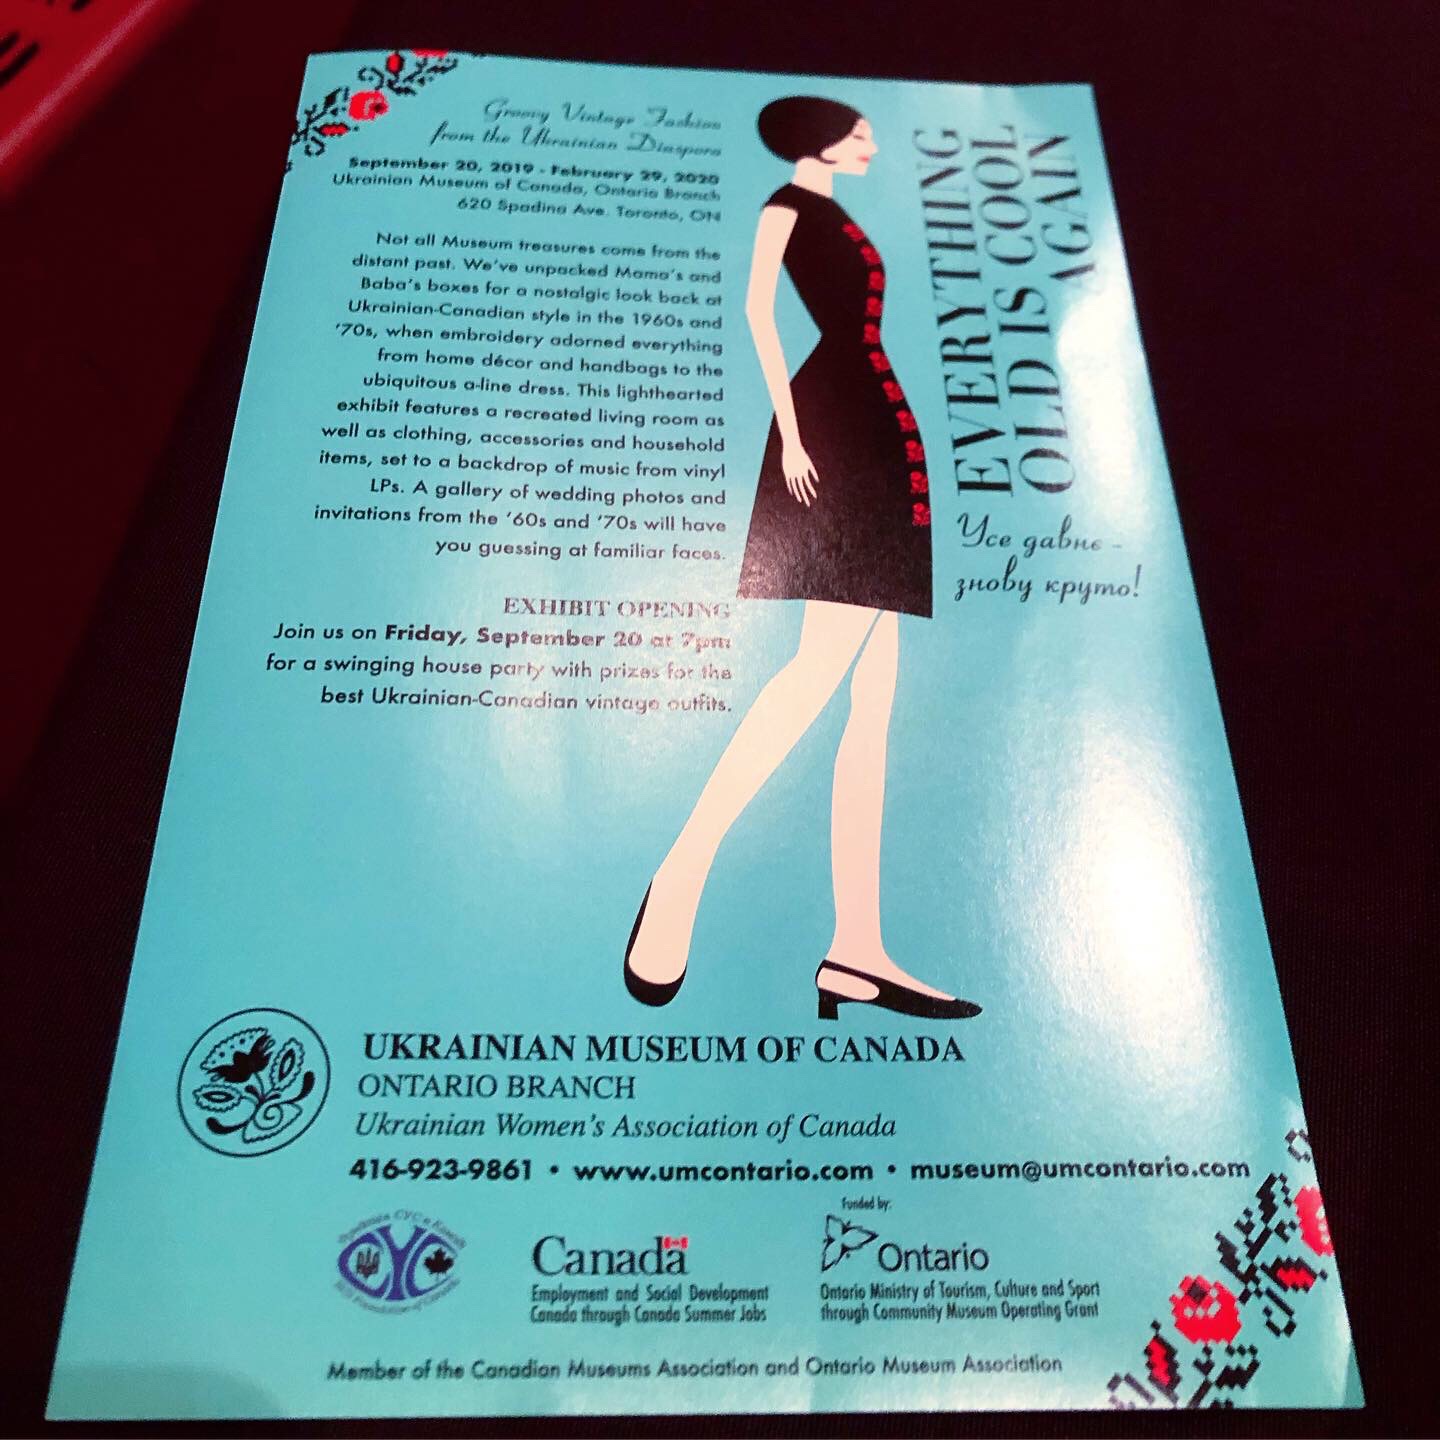 Groovy Vintage Fashion
from the Ukrainian Diaspora
September 20, 2019 - February 29, 2020
Ukrainian Museum of Canada, Ontario Branch
620 Spadina Ave. Toronto, ON
Not all Museum treasures come from the
distant past. We've unpacked Mama's and
Baba's boxes for a nostalgic look back at
Ukrainian-Canadian style in the 1960s and
'70s, when embroidery adorned everything
from home décor and handbags to the
ubiquitous a-line dress. This lighthearted
exhibit features a recreated living room as
well as clothing, accessories and household
items, set to a backdrop of music from vinyl
LPs. A gallery of wedding photos and
invitations from the '60s and '70s will have
you guessing at familiar faces.
EXHIBIT OPENING
Join us on Friday, September 20 at 7pm
for a swinging house party with prizes for the
best Ukrainian-Canadian vintage outfits.
EVERYTHING
OLD IS COOL
AGAIN
Усе давнє -
знову круто!
UKRAINIAN MUSEUM OF CANADA
ONTARIO BRANCH
Ukrainian Women's Association of Canada
416-923-9861 • www.umcontario.com • museum@umcontario.com
СУС
Canada
Employment and Social Development
Canada through Canada Summer Jobs
Funded by:
Ontario
Ontario Ministry of Tourism, Culture and Sport
through Community Museum Operating Grant
Member of the Canadian Museums Association and Ontario Museum Association